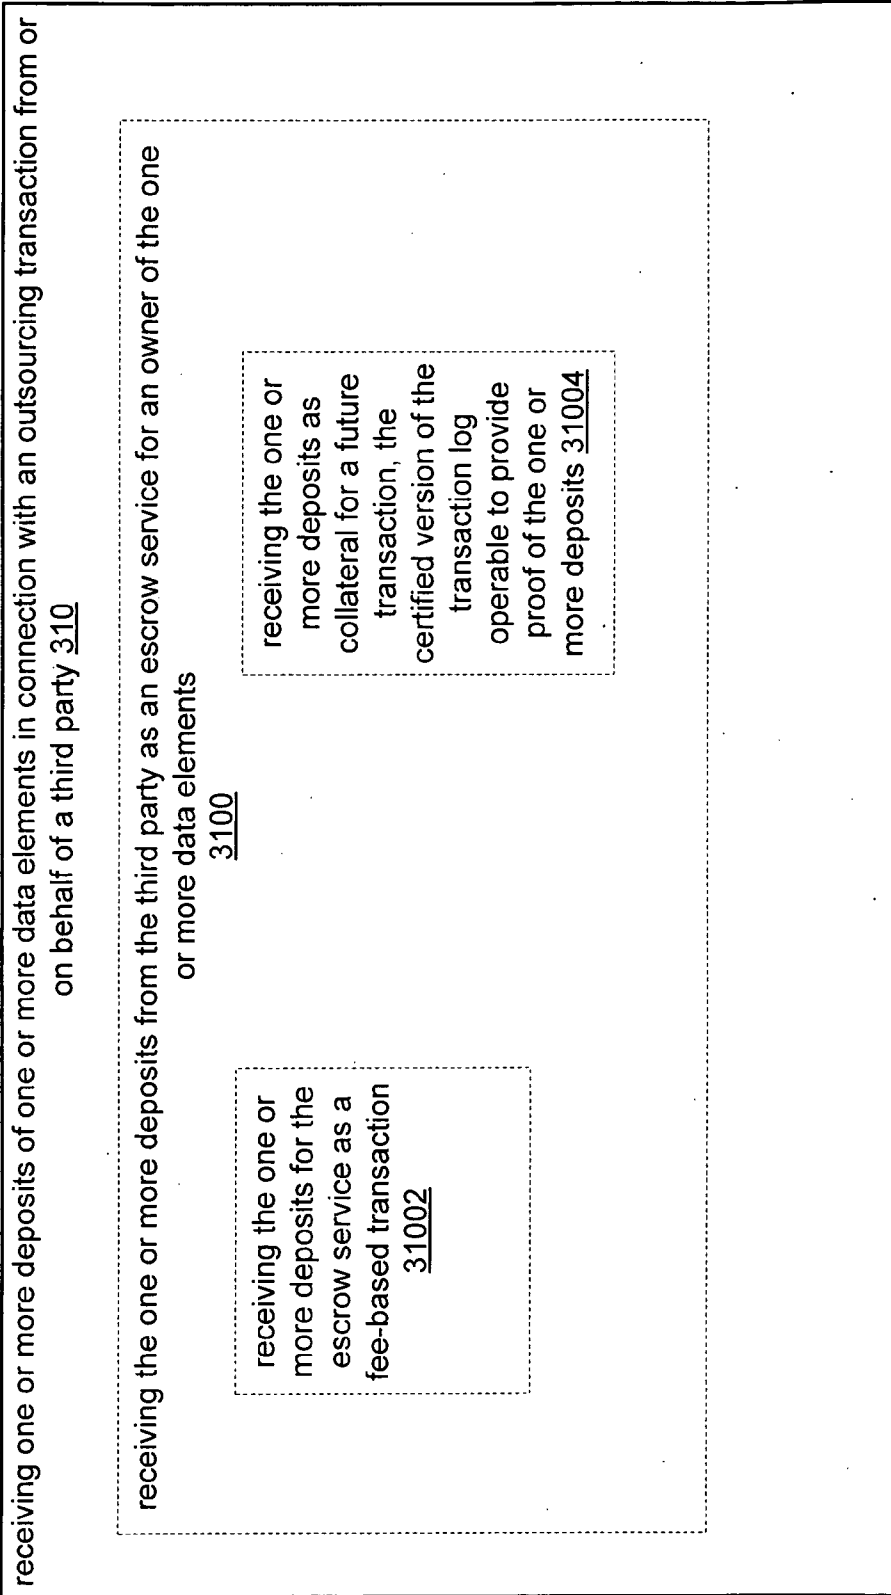 receiving one or more deposits of one or more data elements in connection with an outsourcing transaction from or
on behalf of a third party 310
receiving the one or more deposits from the third party as an escrow service for an owner of the one
or more data elements
3100
receiving the one or
more deposits for the
escrow service as a
fee-based transaction
31002
receiving the one or
more deposits as
collateral for a future
transaction, the
certified version of the
transaction log
operable to provide
proof of the one or
more deposits 31004